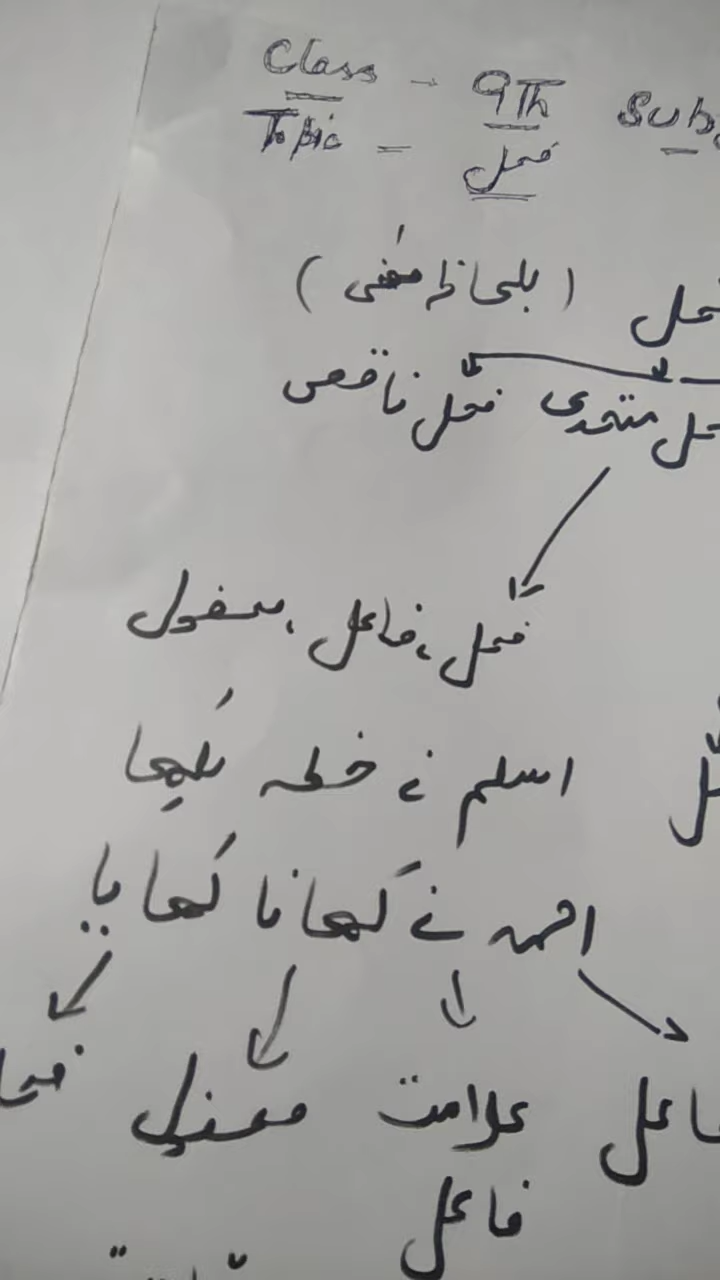 Class - 9Th Sub
Topic - فعل
فعل (بلحاظ معنی)
فعل متعدی فعل ناقص
فعل، فاعل، مفعول
اسلم نے خط لکھا
احمد نے کھانا کھایا
فاعل علامت مفعول فعل
فاعل